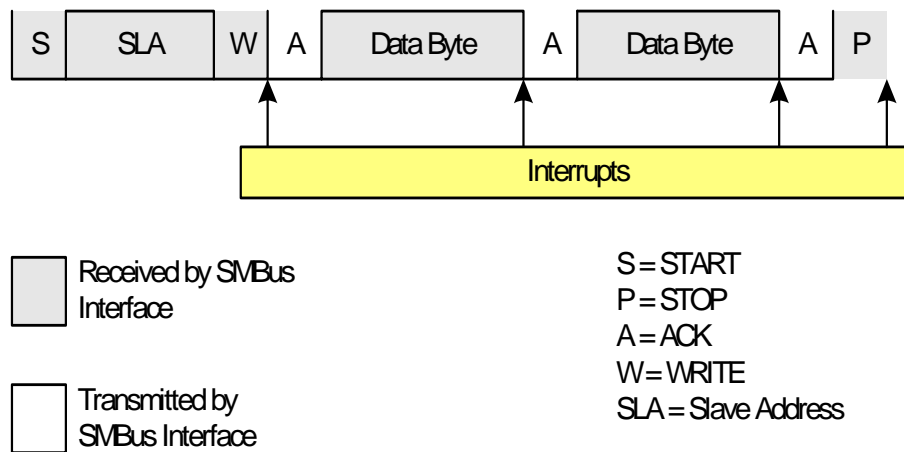 S SLA W A Data Byte A Data Byte A P
Interrupts
Received by SMBus
Interface
Transmitted by
SMBus Interface
S = START
P = STOP
A = ACK
W = WRITE
SLA = Slave Address